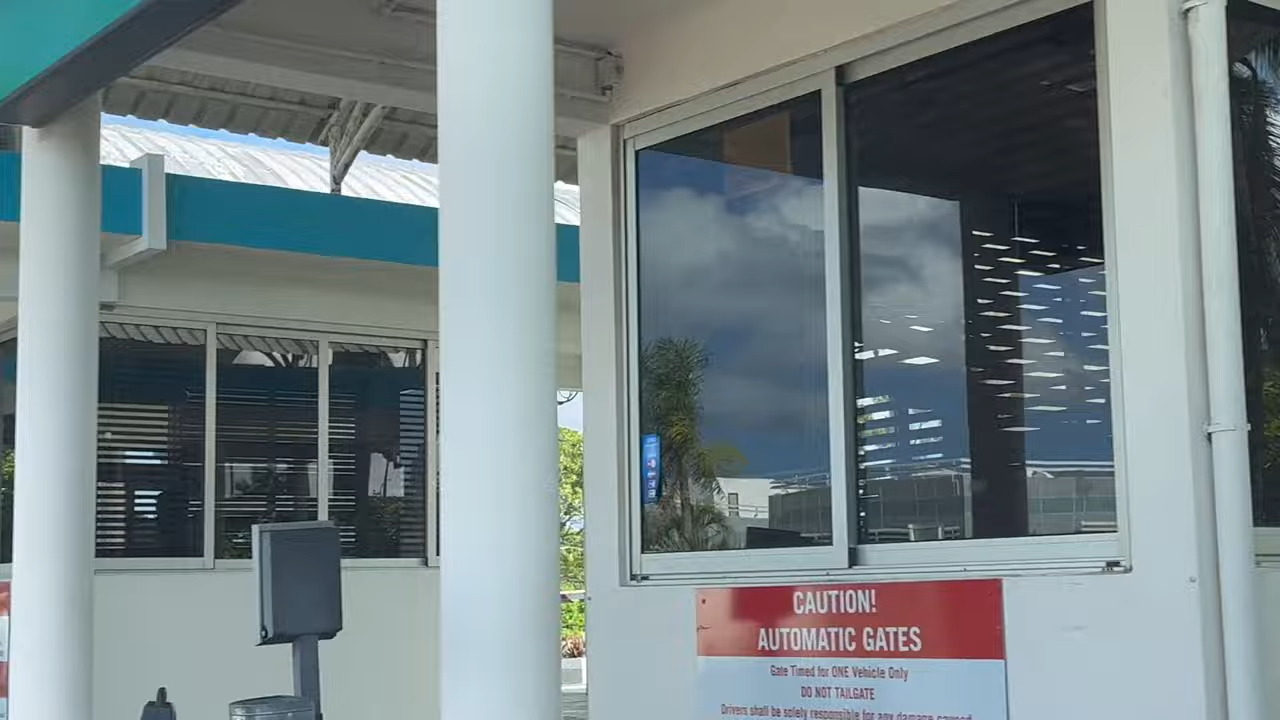 CAUTION!
AUTOMATIC GATES
Gate Timed for ONE Vehicle Only
DO NOT TAILGATE
Drivers shall be solely responsible for any damage caused